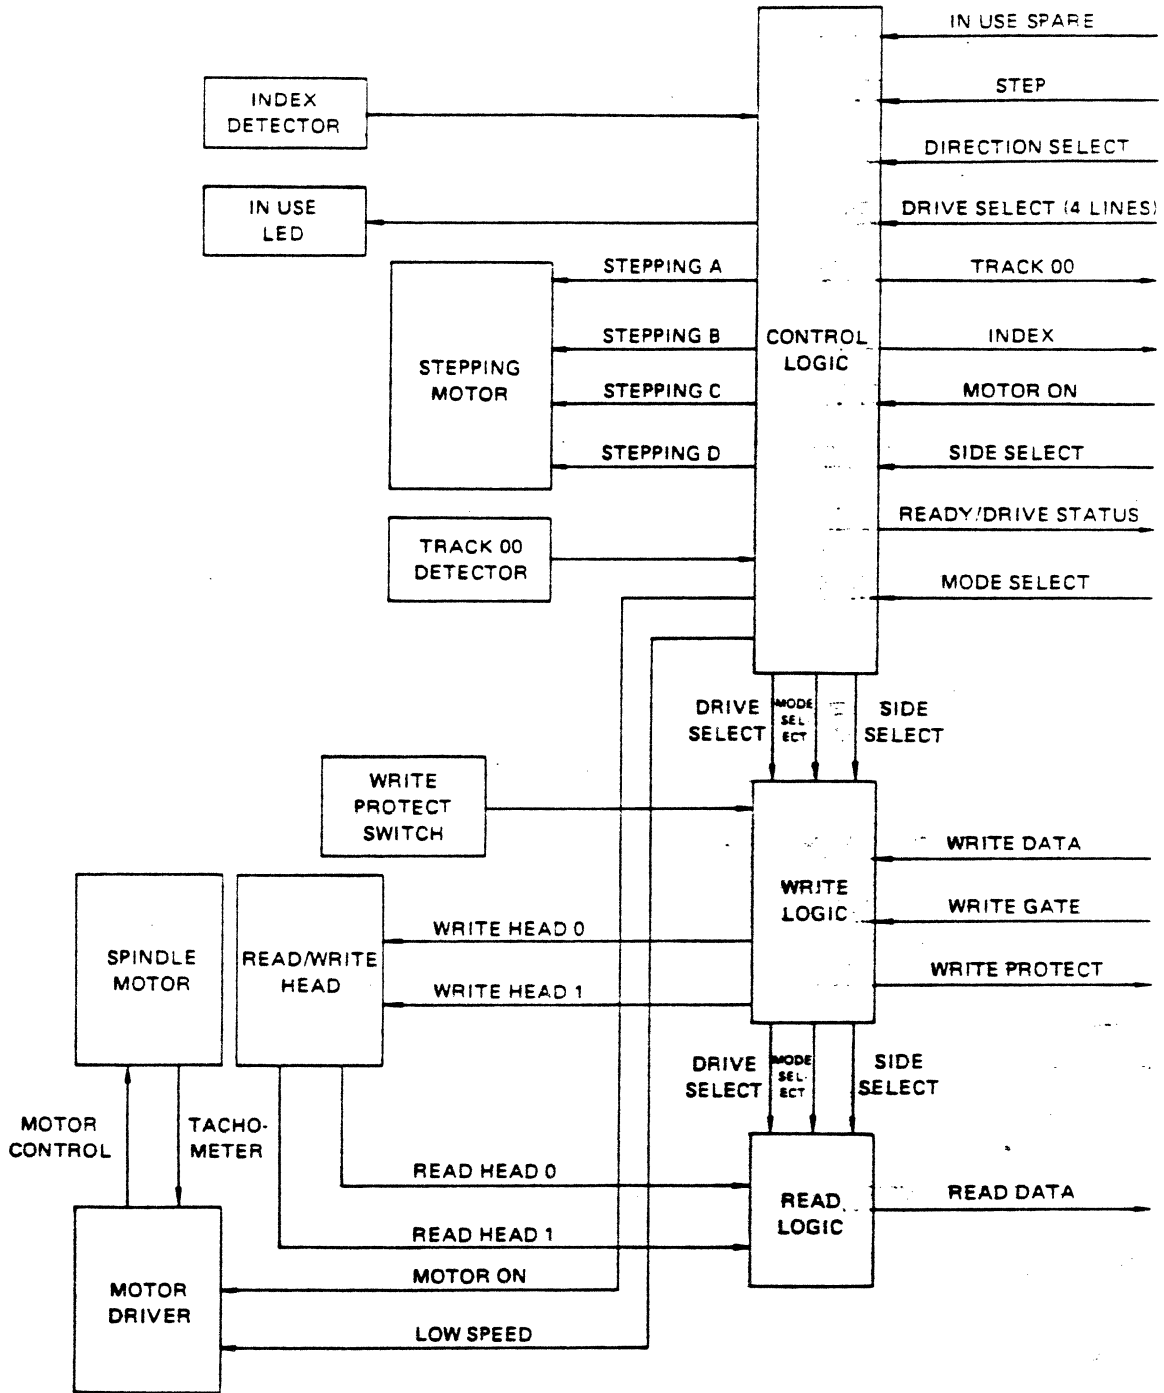 IN USE SPARE
STEP
INDEX
DETECTOR
DIRECTION SELECT
IN USE
LED
DRIVE SELECT (4 LINES)
STEPPING A
TRACK 00
STEPPING B
INDEX
CONTROL
LOGIC
STEPPING
MOTOR
STEPPING C
MOTOR ON
STEPPING D
SIDE SELECT
READY/DRIVE STATUS
TRACK 00
DETECTOR
MODE SELECT
DRIVE
SELECT
MODE
SEL-
ECT
SIDE
SELECT
WRITE
PROTECT
SWITCH
WRITE DATA
WRITE
LOGIC
WRITE GATE
WRITE HEAD 0
SPINDLE
MOTOR
READ/WRITE
HEAD
WRITE PROTECT
WRITE HEAD 1
DRIVE
SELECT
MODE
SEL-
ECT
SIDE
SELECT
MOTOR
CONTROL
TACHO-
METER
READ HEAD 0
READ DATA
READ
LOGIC
READ HEAD 1
MOTOR ON
MOTOR
DRIVER
LOW SPEED